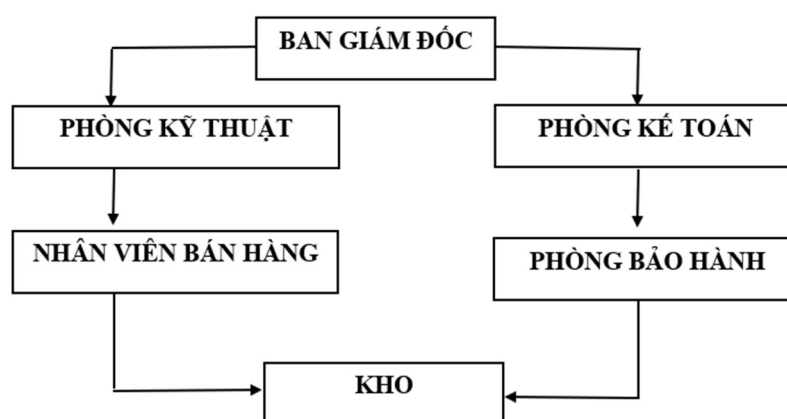 BAN GIÁM ĐỐC
PHÒNG KỸ THUẬT
PHÒNG KẾ TOÁN
NHÂN VIÊN BÁN HÀNG
PHÒNG BẢO HÀNH
KHO